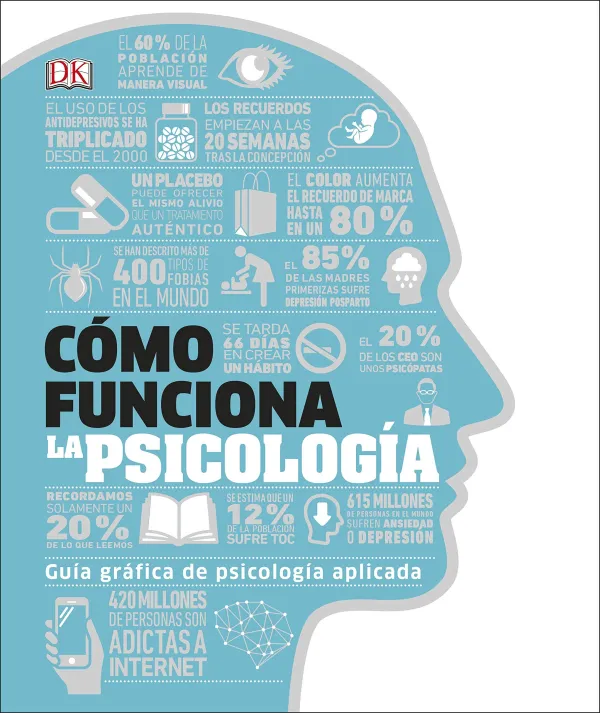 DK
EL 60% DE LA
POBLACIÓN
APRENDE DE
MANERA VISUAL
EL USO DE LOS
ANTIDEPRESIVOS SE HA
TRIPLICADO
DESDE EL 2000
LOS RECUERDOS
EMPIEZAN A LAS
20 SEMANAS
TRAS LA CONCEPCIÓN
UN PLACEBO
PUEDE OFRECER
EL MISMO ALIVIO
QUE UN TRATAMIENTO
AUTÉNTICO
EL COLOR AUMENTA
EL RECUERDO DE MARCA
HASTA
EN UN 80%
SE HAN DESCRITO MÁS DE
400 TIPOS DE
FOBIAS
EN EL MUNDO
EL 85%
DE LAS MADRES
PRIMERIZAS SUFRE
DEPRESIÓN POSPARTO
CÓMO
FUNCIONA
LA PSICOLOGÍA
SE TARDA
66 DÍAS
EN CREAR
UN HÁBITO
EL 20%
DE LOS CEO SON
UNOS PSICÓPATAS
RECORDAMOS
SOLAMENTE UN
20%
DE LO QUE LEEMOS
SE ESTIMA QUE UN
12%
DE LA POBLACIÓN
SUFRE TOC
615 MILLONES
DE PERSONAS EN EL MUNDO
SUFREN ANSIEDAD
O DEPRESIÓN
Guía gráfica de psicología aplicada
420 MILLONES
DE PERSONAS SON
ADICTAS A
INTERNET